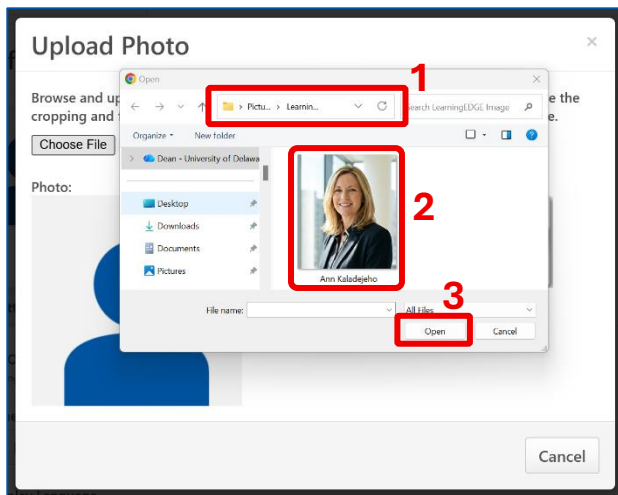 Upload Photo
×
1
Open
Browse and up
e the
Pictu... > Learnin...
Search LearningEDGE Image
cropping and
e.
Organize
New folder
Choose File
Dean - University of Delawa
Photo:
Desktop
Downloads
Documents
Pictures
2
Ann Kaladejeho
3
File name:
All Files
Open
Cancel
Cancel